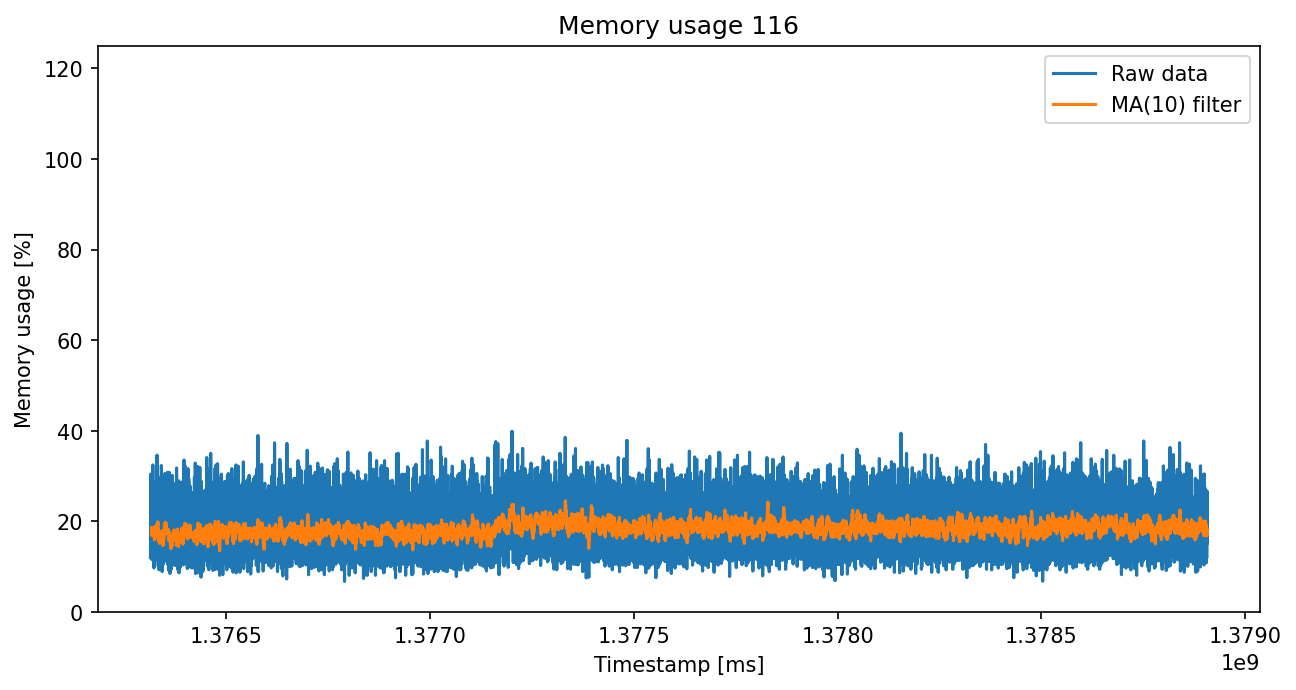 Memory usage 116
Raw data
MA(10) filter
Memory usage [%]
120
100
80
60
40
20
0
1.3765 1.3770 1.3775 1.3780 1.3785 1.3790
1e9
Timestamp [ms]